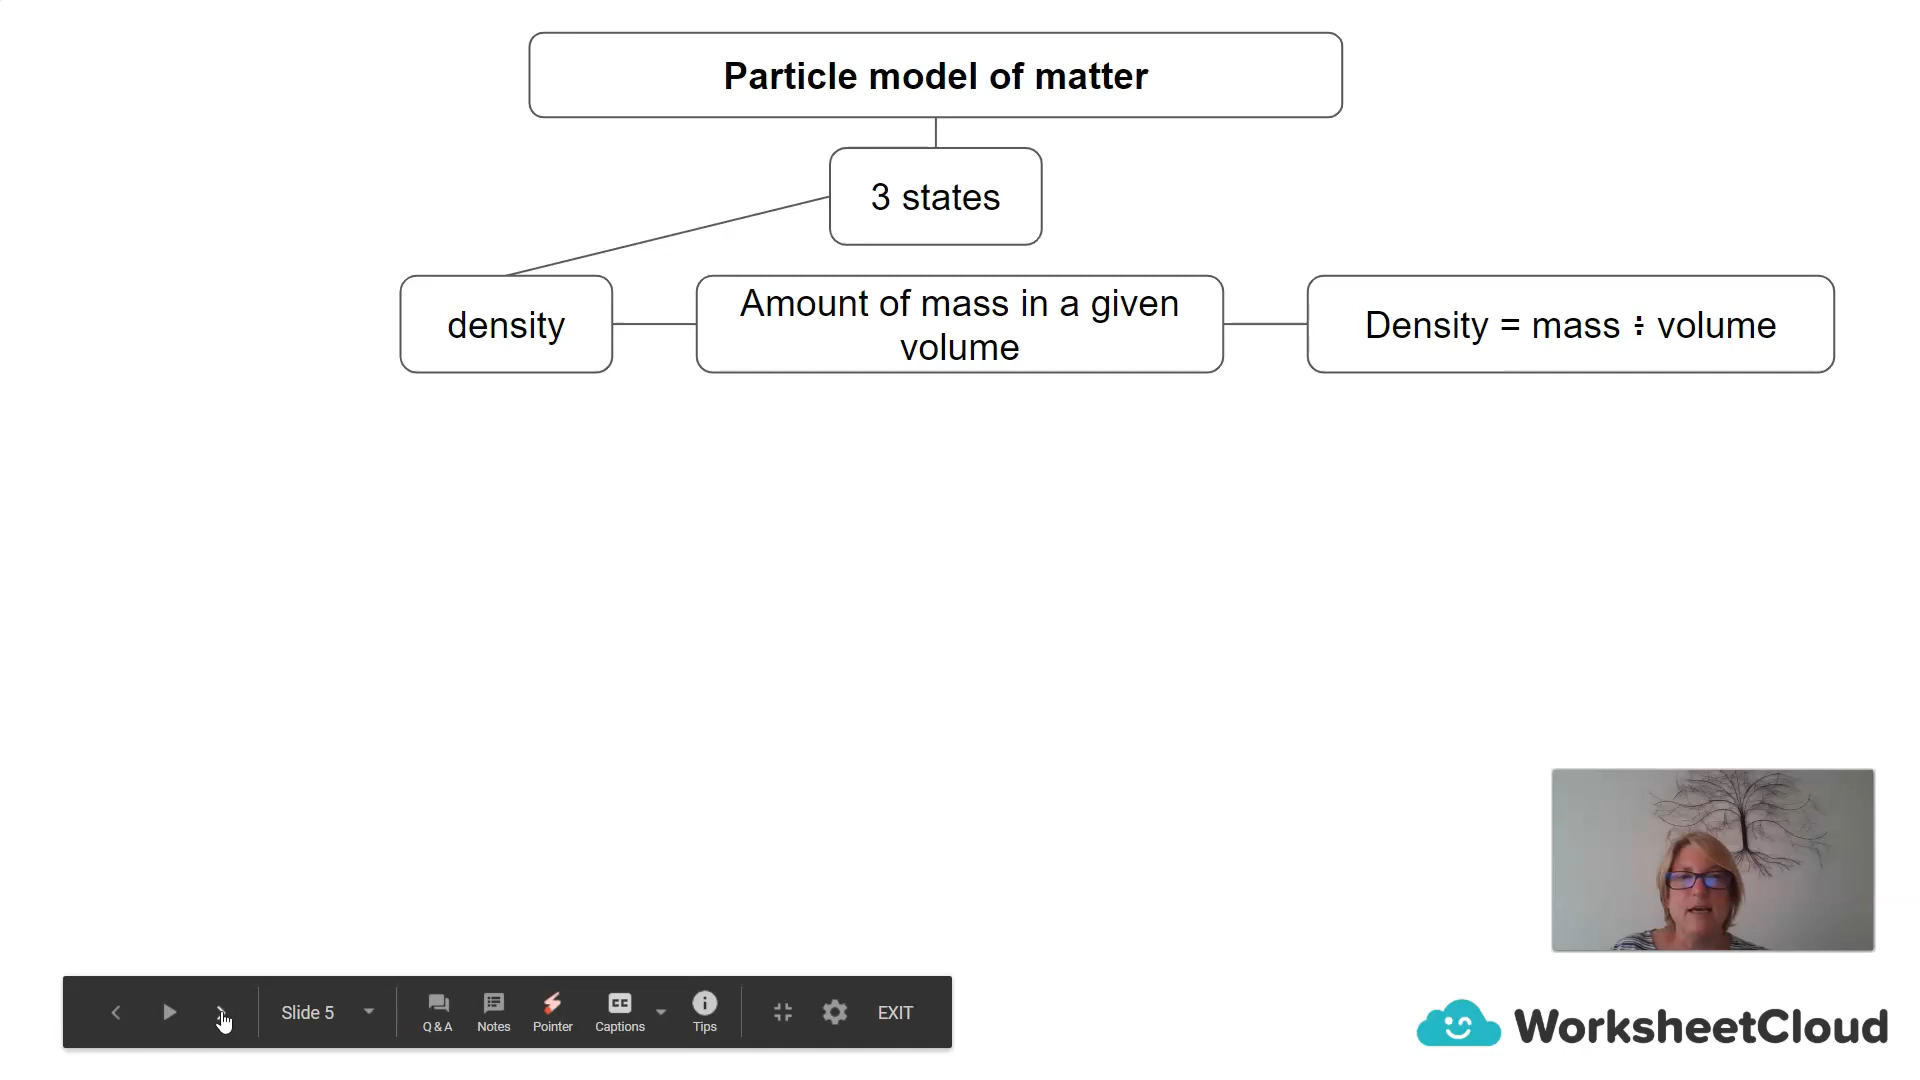 Particle model of matter
3 states
density
Amount of mass in a given
volume
Density = mass ÷ volume
Slide 5
Q & A
Notes
CC
Pointer
Captions
Tips
EXIT
WorksheetCloud